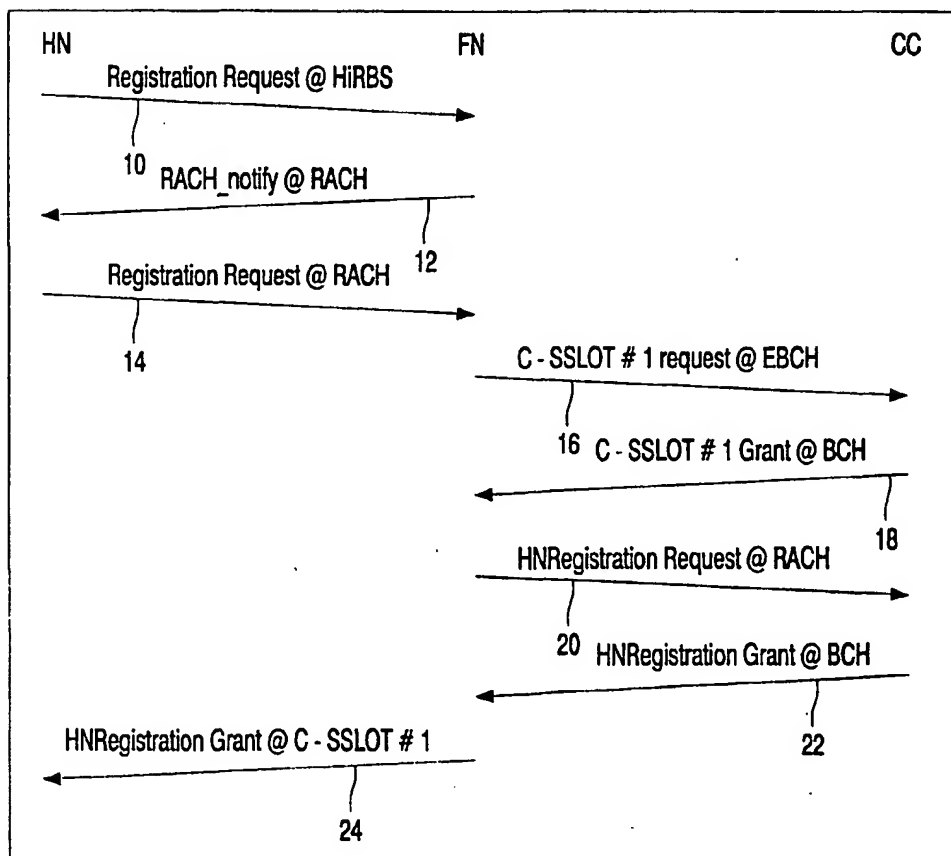 HN FN CC
Registration Request @ HiRBS
10
RACH_notify @ RACH
12
Registration Request @ RACH
14
C - SSLOT # 1 request @ EBCH
16
C - SSLOT # 1 Grant @ BCH
18
HNRegistration Request @ RACH
20
HNRegistration Grant @ BCH
22
HNRegistration Grant @ C - SSLOT # 1
24